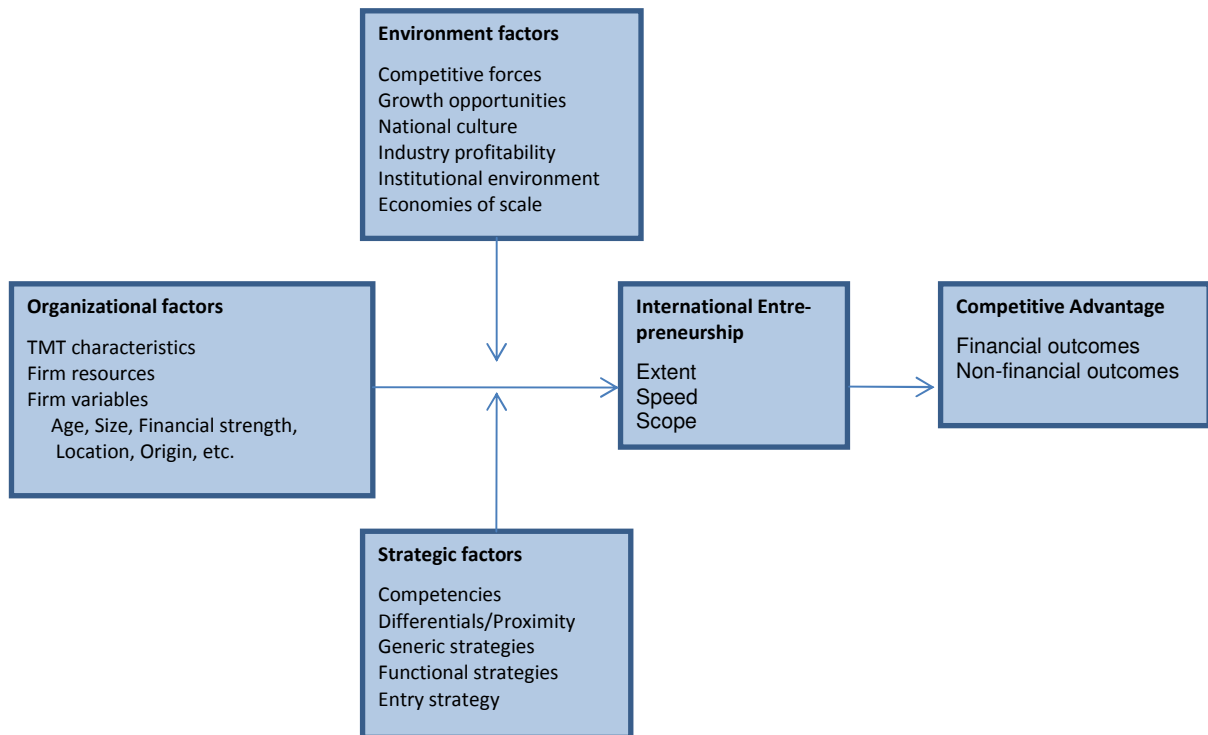 Environment factors
Competitive forces
Growth opportunities
National culture
Industry profitability
Institutional environment
Economies of scale
Organizational factors
TMT characteristics
Firm resources
Firm variables
Age, Size, Financial strength,
Location, Origin, etc.
International Entre-
preneurship
Extent
Speed
Scope
Competitive Advantage
Financial outcomes
Non-financial outcomes
Strategic factors
Competencies
Differentials/Proximity
Generic strategies
Functional strategies
Entry strategy